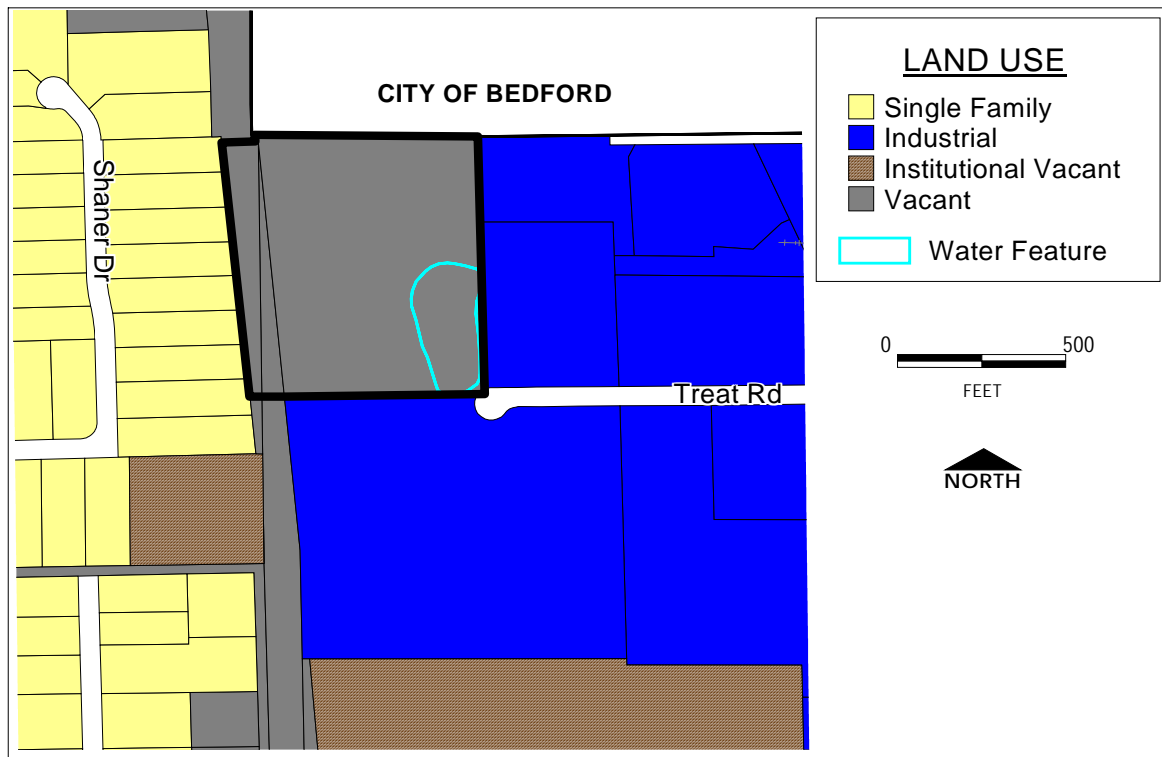 CITY OF BEDFORD
Shaner Dr
Treat Rd
LAND USE
Single Family
Industrial
Institutional Vacant
Vacant
Water Feature
0 500
FEET
NORTH